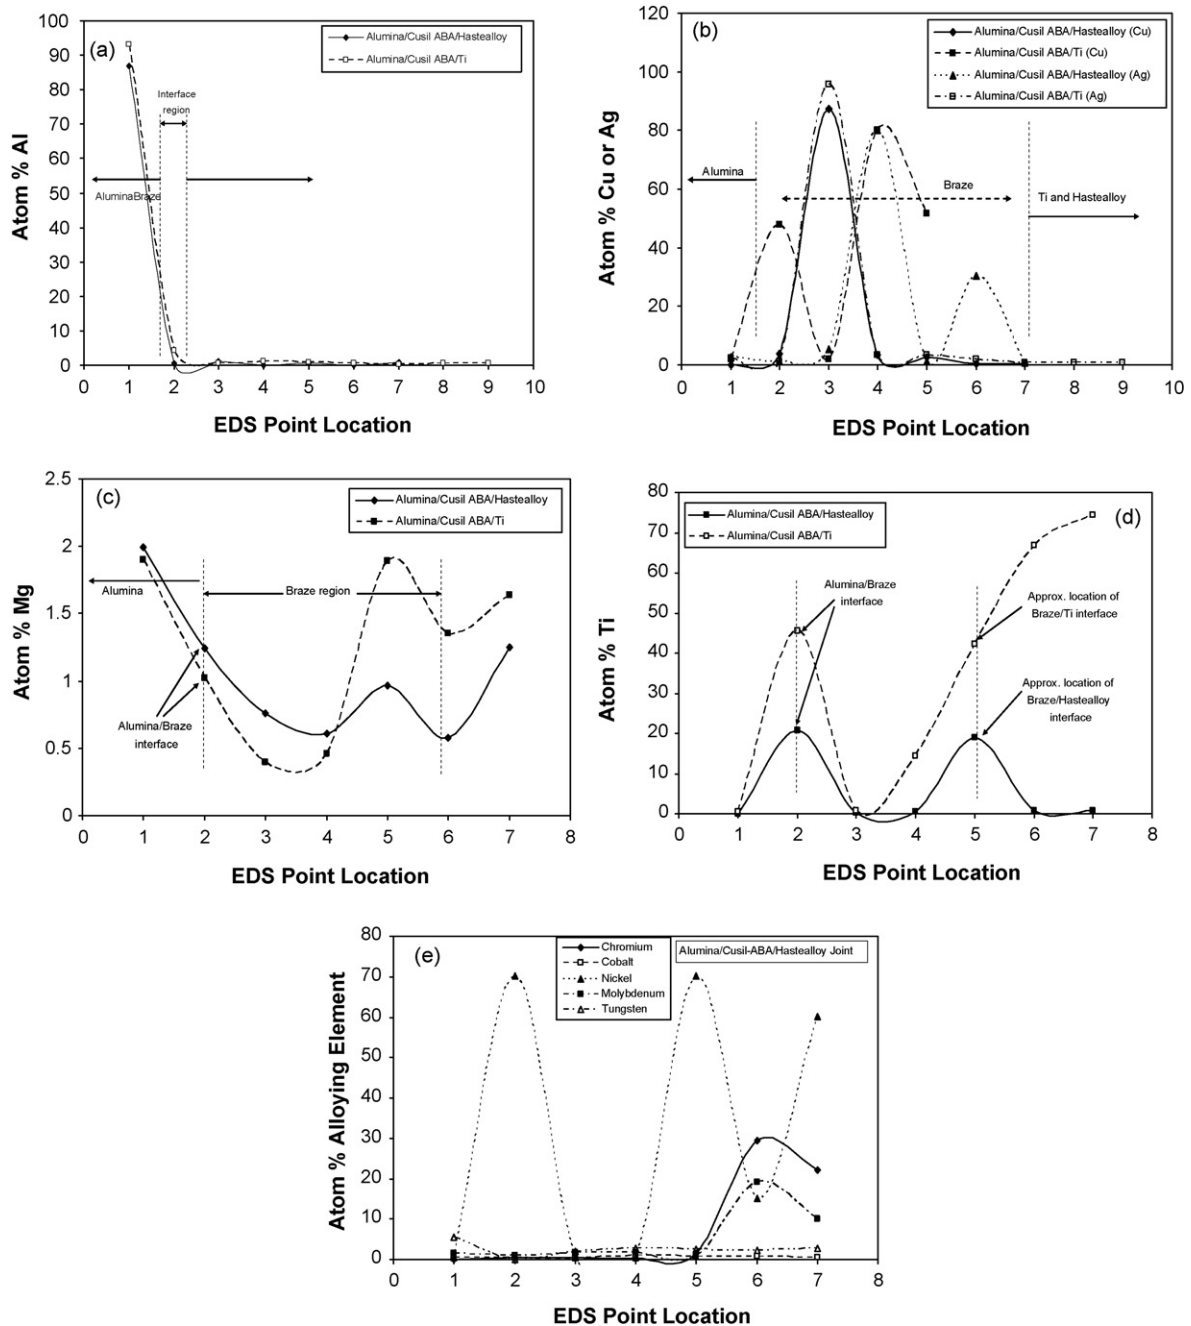 (a)
Alumina/Cusil ABA/Hastealloy
Alumina/Cusil ABA/Ti
Interface
region
AluminaBraze
100
90
80
70
60
50
40
30
20
10
0
Atom % Al
0 1 2 3 4 5 6 7 8 9 10
EDS Point Location
(b)
Alumina/Cusil ABA/Hastealloy (Cu)
Alumina/Cusil ABA/Ti (Cu)
Alumina/Cusil ABA/Hastealloy (Ag)
Alumina/Cusil ABA/Ti (Ag)
Alumina
Braze
Ti and Hastealloy
120
100
80
60
40
20
0
Atom % Cu or Ag
0 1 2 3 4 5 6 7 8 9 10
EDS Point Location
(c)
Alumina/Cusil ABA/Hastealloy
Alumina/Cusil ABA/Ti
Alumina
Braze region
Alumina/Braze
interface
2.5
2
1.5
1
0.5
0
Atom % Mg
0 1 2 3 4 5 6 7 8
EDS Point Location
(d)
Alumina/Cusil ABA/Hastealloy
Alumina/Cusil ABA/Ti
Alumina/Braze
interface
Approx. location of
Braze/Ti interface
Approx. location of
Braze/Hastealloy
interface
80
70
60
50
40
30
20
10
0
Atom % Ti
0 1 2 3 4 5 6 7 8
EDS Point Location
(e)
Chromium
Cobalt
Nickel
Molybdenum
Tungsten
Alumina/Cusil-ABA/Hastealloy Joint
80
70
60
50
40
30
20
10
0
Atom % Alloying Element
0 1 2 3 4 5 6 7 8
EDS Point Location